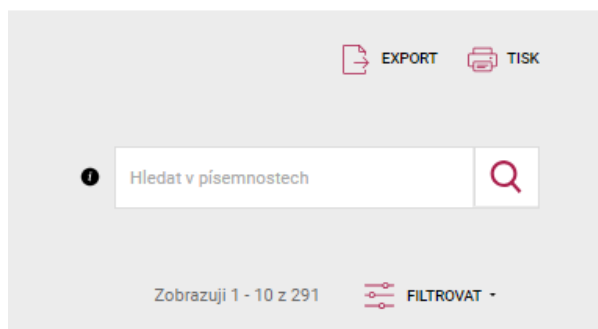 EXPORT TISK
Hledat v písemnostech
Zobrazuji 1 - 10 z 291 FILTROVAT